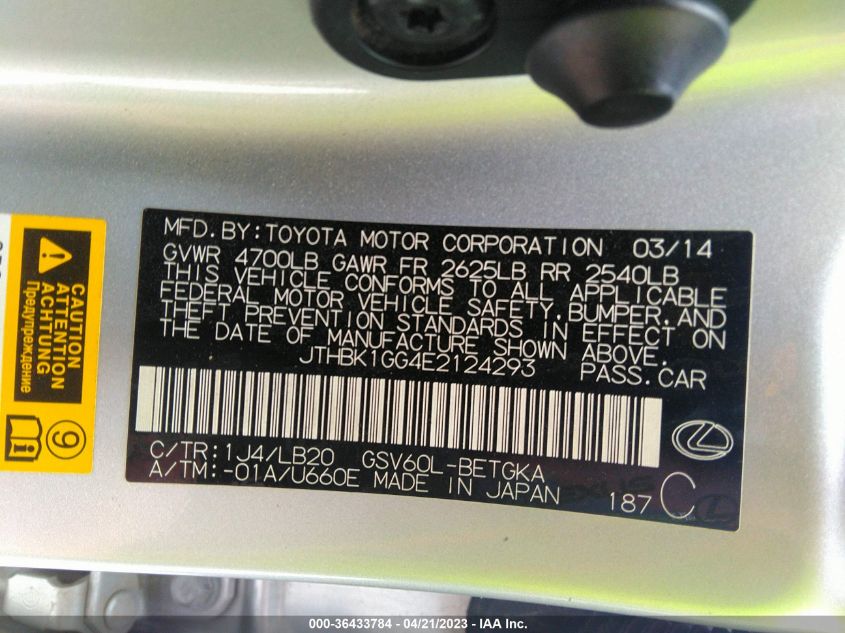 CAUTION
ATTENTION
ACHTUNG
Предупреждение
9
MFD. BY: TOYOTA MOTOR CORPORATION 03/14
GVWR 4700LB GAWR FR 2625LB RR 2540LB
THIS VEHICLE CONFORMS TO ALL APPLICABLE
FEDERAL MOTOR VEHICLE SAFETY, BUMPER, AND
THEFT PREVENTION STANDARDS IN EFFECT ON
THE DATE OF MANUFACTURE SHOWN ABOVE.
JTHBK1GG4E2124293 PASS. CAR
C/TR: 1J4/LB20 GSV60L-BETGKA
A/TM: -01A/U660E MADE IN JAPAN
187 C
000-36433784 - 04/21/2023 - IAA, Inc.